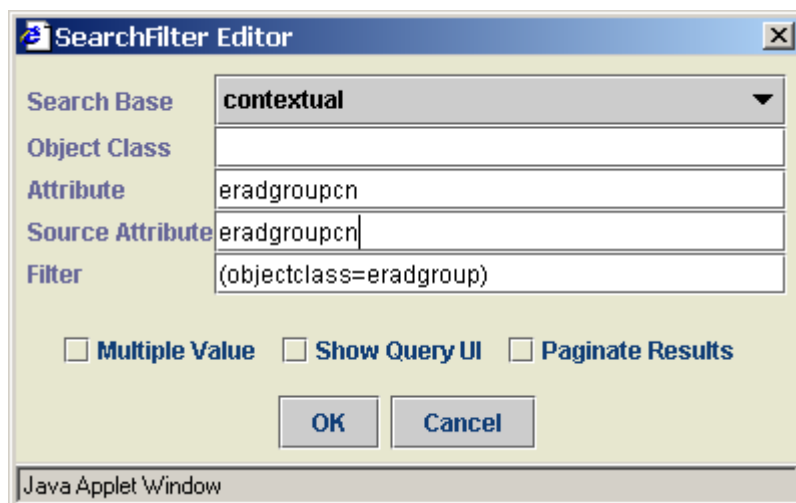 SearchFilter Editor
Search Base contextual
Object Class
Attribute eradgroupcn
Source Attribute eradgroupcn
Filter (objectclass=eradgroup)
Multiple Value Show Query UI Paginate Results
OK Cancel
Java Applet Window